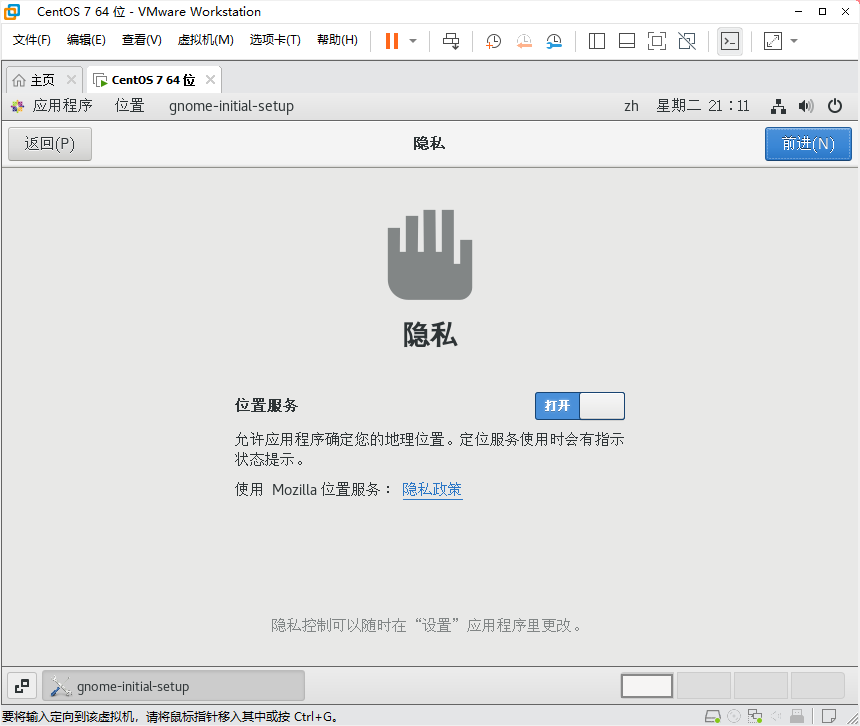 CentOS 7 64 位 - VMware Workstation
文件(F) 编辑(E) 查看(V) 虚拟机(M) 选项卡(T) 帮助(H)
主页 CentOS 7 64 位
应用程序 位置 gnome-initial-setup zh 星期二 21∶11
返回(P) 隐私 前进(N)
隐私
位置服务 打开
允许应用程序确定您的地理位置。定位服务使用时会有指示
状态提示。
使用 Mozilla 位置服务： 隐私政策
隐私控制可以随时在“设置”应用程序里更改。
gnome-initial-setup
要将输入定向到该虚拟机，请将鼠标指针移入其中或按 Ctrl+G。